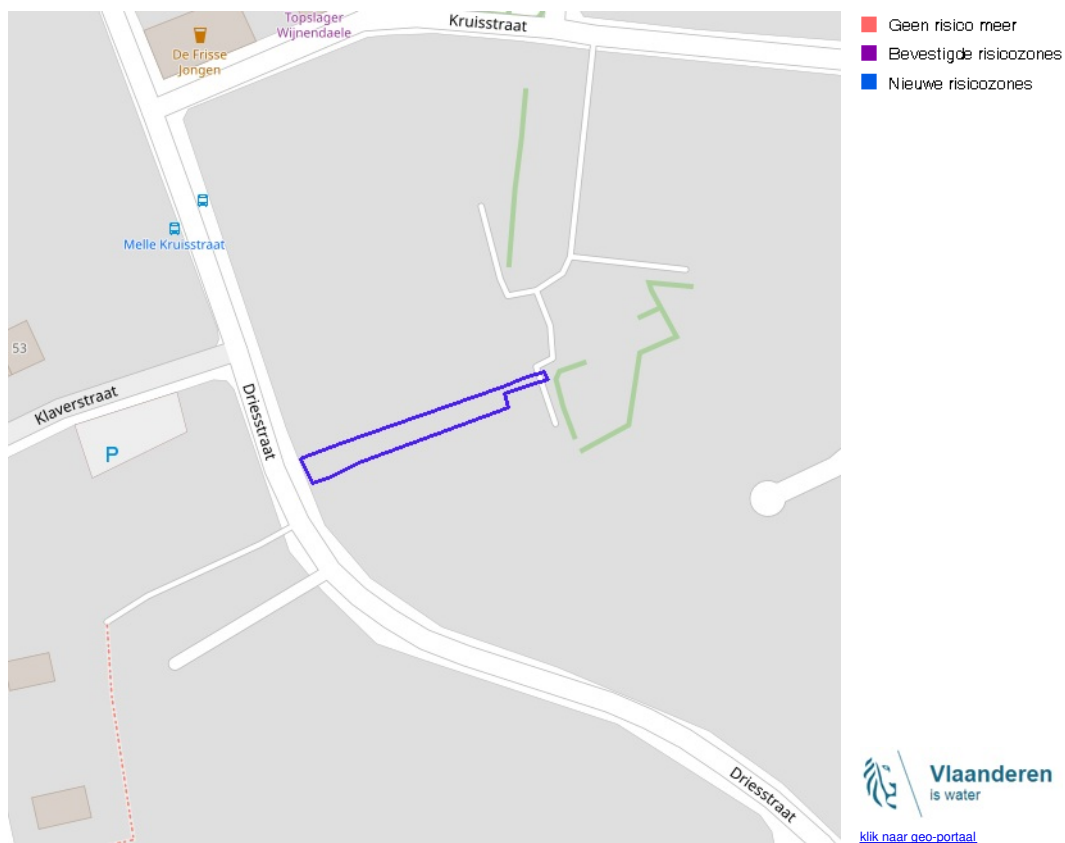 Topslager
Wijnendaele
Kruisstraat
De Frisse
Jongen
Melle Kruisstraat
53
Klaverstraat
P
Driesstraat
Driesstraat
Geen risico meer
Bevestigde risicozones
Nieuwe risicozones
Vlaanderen
is water
klik naar geo-portaal